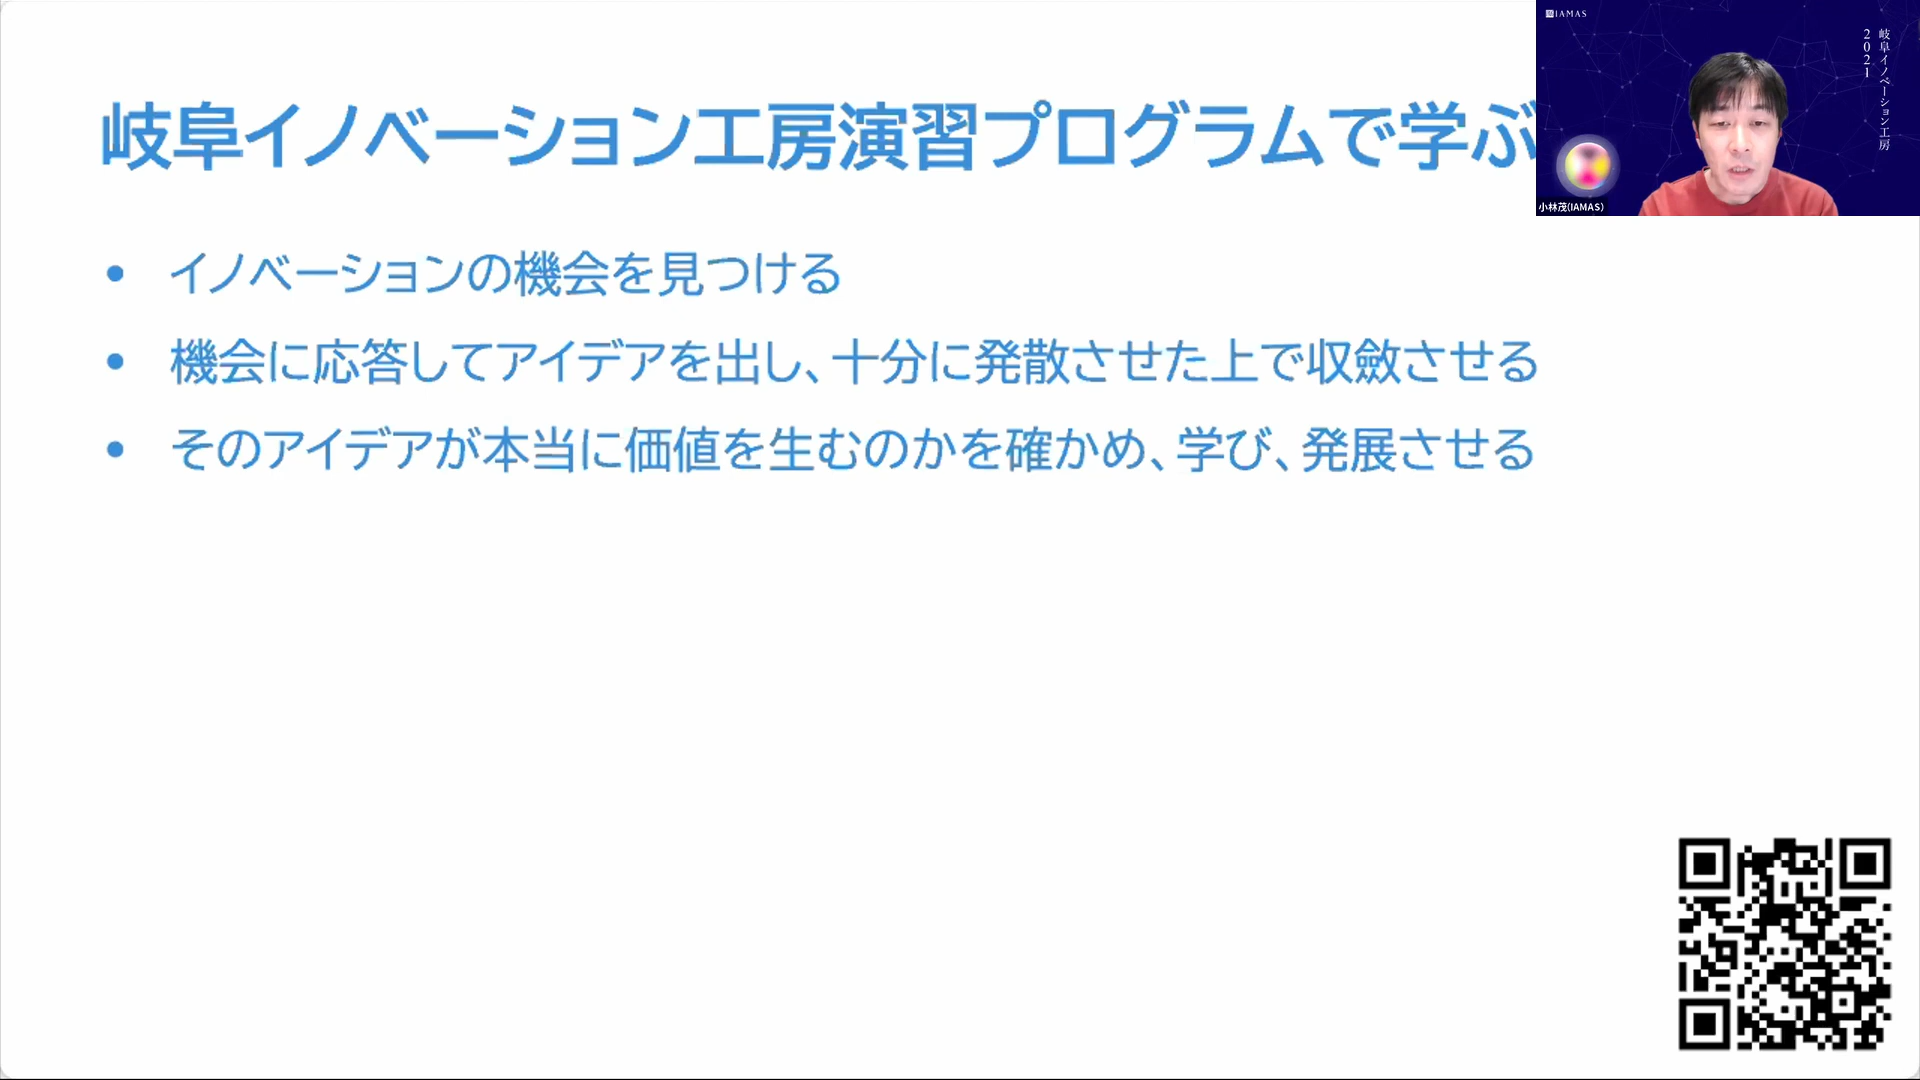 岐阜イノベーション工房演習プログラムで学ぶ
• イノベーションの機会を見つける
• 機会に応答してアイデアを出し、十分に発散させた上で収斂させる
• そのアイデアが本当に価値を生むのかを確かめ、学び、発展させる
IAMAS
岐阜イノベーション工房
2021
小林茂(IAMAS)